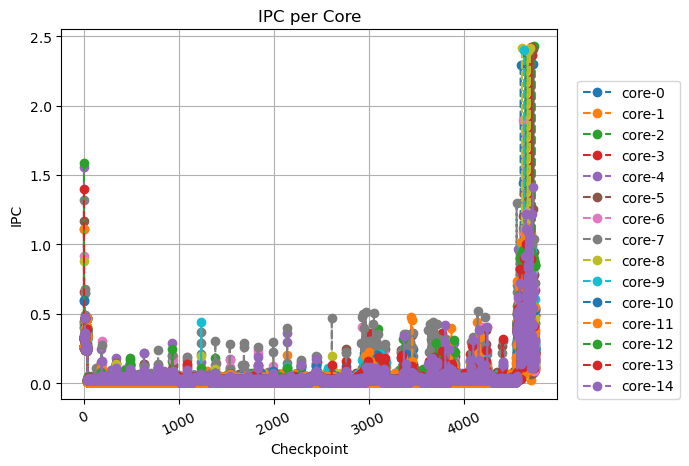 IPC per Core
2.5
2.0
1.5
1.0
0.5
0.0
IPC
0
1000
2000
3000
4000
Checkpoint
core-0
core-1
core-2
core-3
core-4
core-5
core-6
core-7
core-8
core-9
core-10
core-11
core-12
core-13
core-14